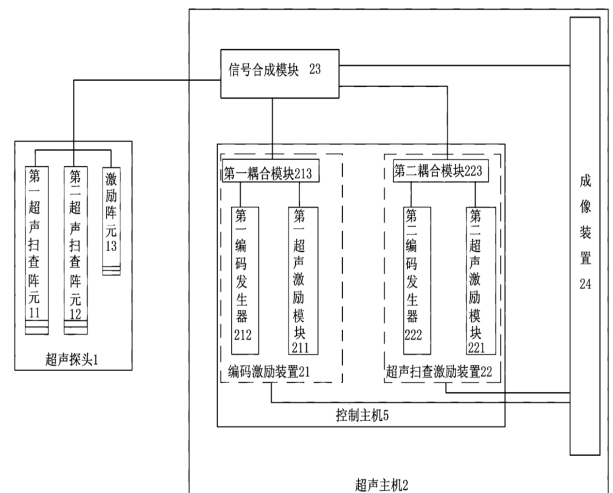 信号合成模块 23
第一超声扫查阵元11
第二超声扫查阵元12
激励阵元13
超声探头1
第一耦合模块213
第二耦合模块223
第一编码发生器212
第一超声激励模块211
第二编码发生器222
第二超声激励模块221
编码激励装置21
超声扫查激励装置22
控制主机5
成像装置24
超声主机2